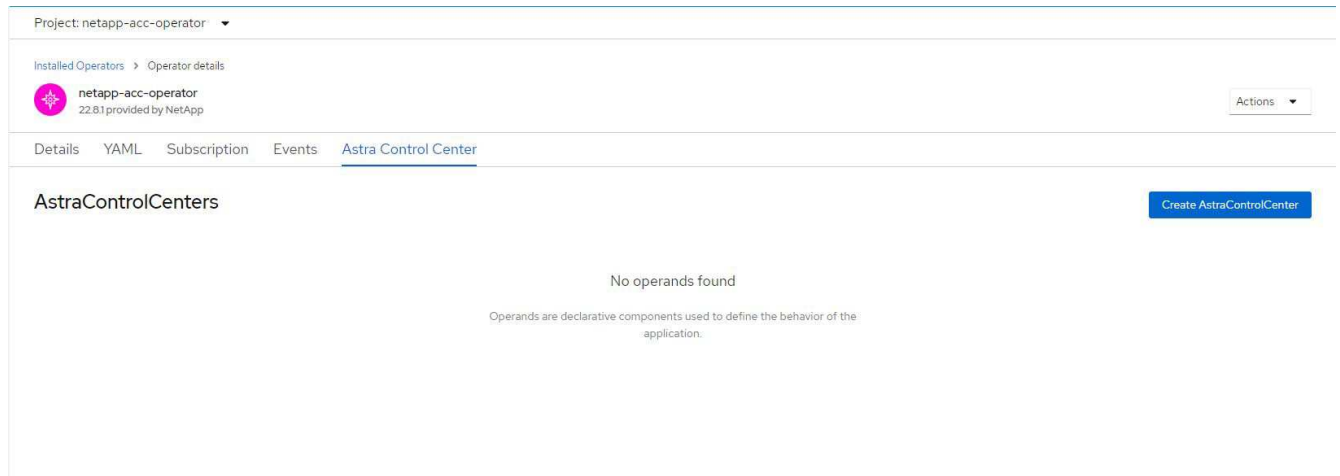 Project: netapp-acc-operator
Installed Operators > Operator details
netapp-acc-operator
22.8.1 provided by NetApp
Actions
Details YAML Subscription Events Astra Control Center
AstraControlCenters
Create AstraControlCenter
No operands found
Operands are declarative components used to define the behavior of the
application.